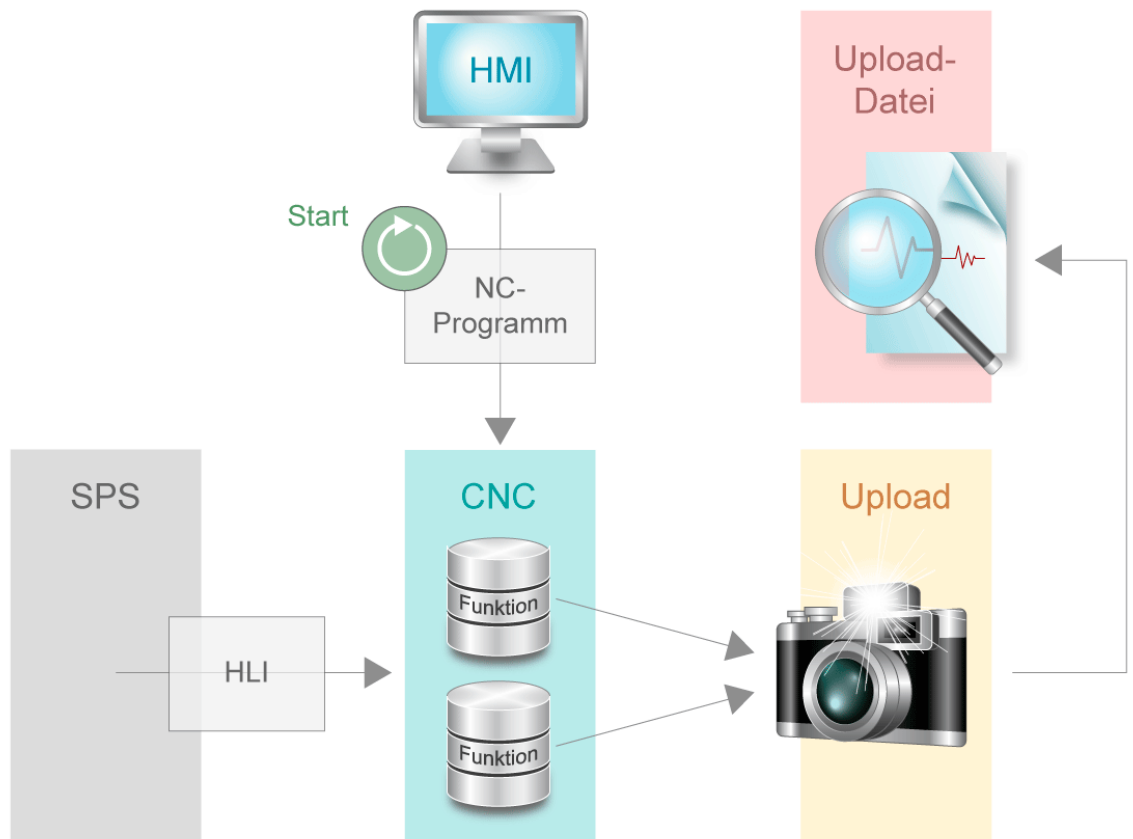 HMI
Upload-
Datei
Start
NC-
Programm
SPS
CNC
Upload
Funktion
HLI
Funktion